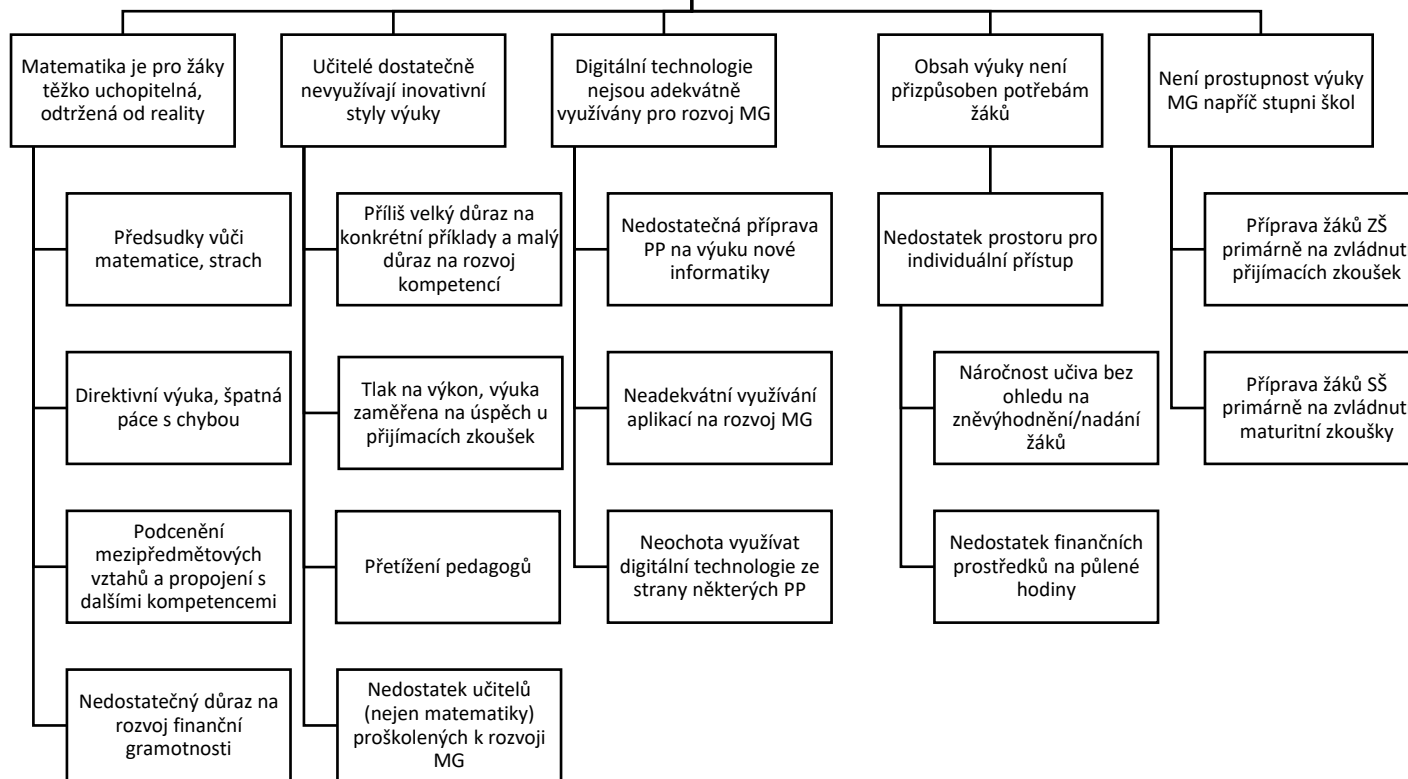 Matematika je pro žáky
těžko uchopitelná,
odtržená od reality
Předsudky vůči
matematice, strach
Direktivní výuka, špatná
páce s chybou
Podcenění
mezipředmětových
vztahů a propojení s
dalšími kompetencemi
Nedostatečný důraz na
rozvoj finanční
gramotnosti
Učitelé dostatečně
nevyužívají inovativní
styly výuky
Příliš velký důraz na
konkrétní příklady a malý
důraz na rozvoj
kompetencí
Tlak na výkon, výuka
zaměřena na úspěch u
přijímacích zkoušek
Přetížení pedagogů
Nedostatek učitelů
(nejen matematiky)
proškolených k rozvoji
MG
Digitální technologie
nejsou adekvátně
využívány pro rozvoj MG
Nedostatečná příprava
PP na výuku nové
informatiky
Neadekvátní využívání
aplikací na rozvoj MG
Neochota využívat
digitální technologie ze
strany některých PP
Obsah výuky není
přizpůsoben potřebám
žáků
Nedostatek prostoru pro
individuální přístup
Náročnost učiva bez
ohledu na
zněvýhodnění/nadání
žáků
Nedostatek finančních
prostředků na půlené
hodiny
Není prostupnost výuky
MG napříč stupni škol
Příprava žáků ZŠ
primárně na zvládnut
přijímacích zkoušek
Příprava žáků SŠ
primárně na zvládnut
maturitní zkoušky